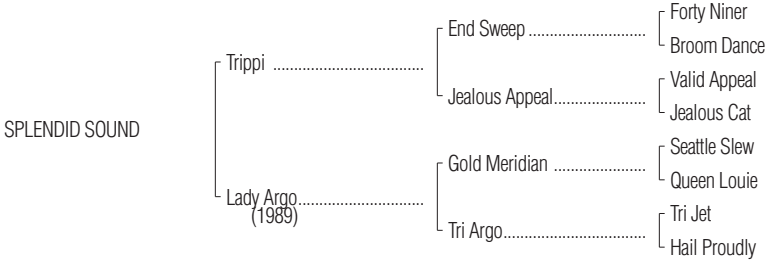 Forty Niner
End Sweep ..............................
Broom Dance
Trippi .......................................
Valid Appeal
Jealous Appeal........................
Jealous Cat
SPLENDID SOUND
Seattle Slew
Gold Meridian ........................
Queen Louie
Lady Argo.................................
(1989)
Tri Jet
Tri Argo.....................................
Hail Proudly